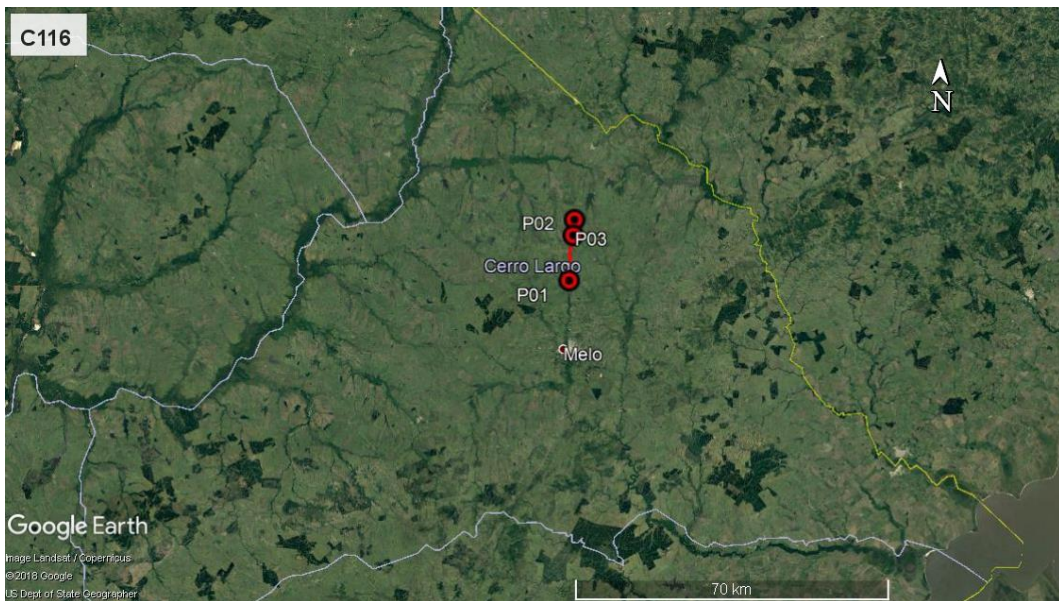 C116
N
P02
P03
Cerro Largo
P01
Melo
Google Earth
Image Landsat / Copernicus
©2018 Google
US Dept of State Geographer
70 km